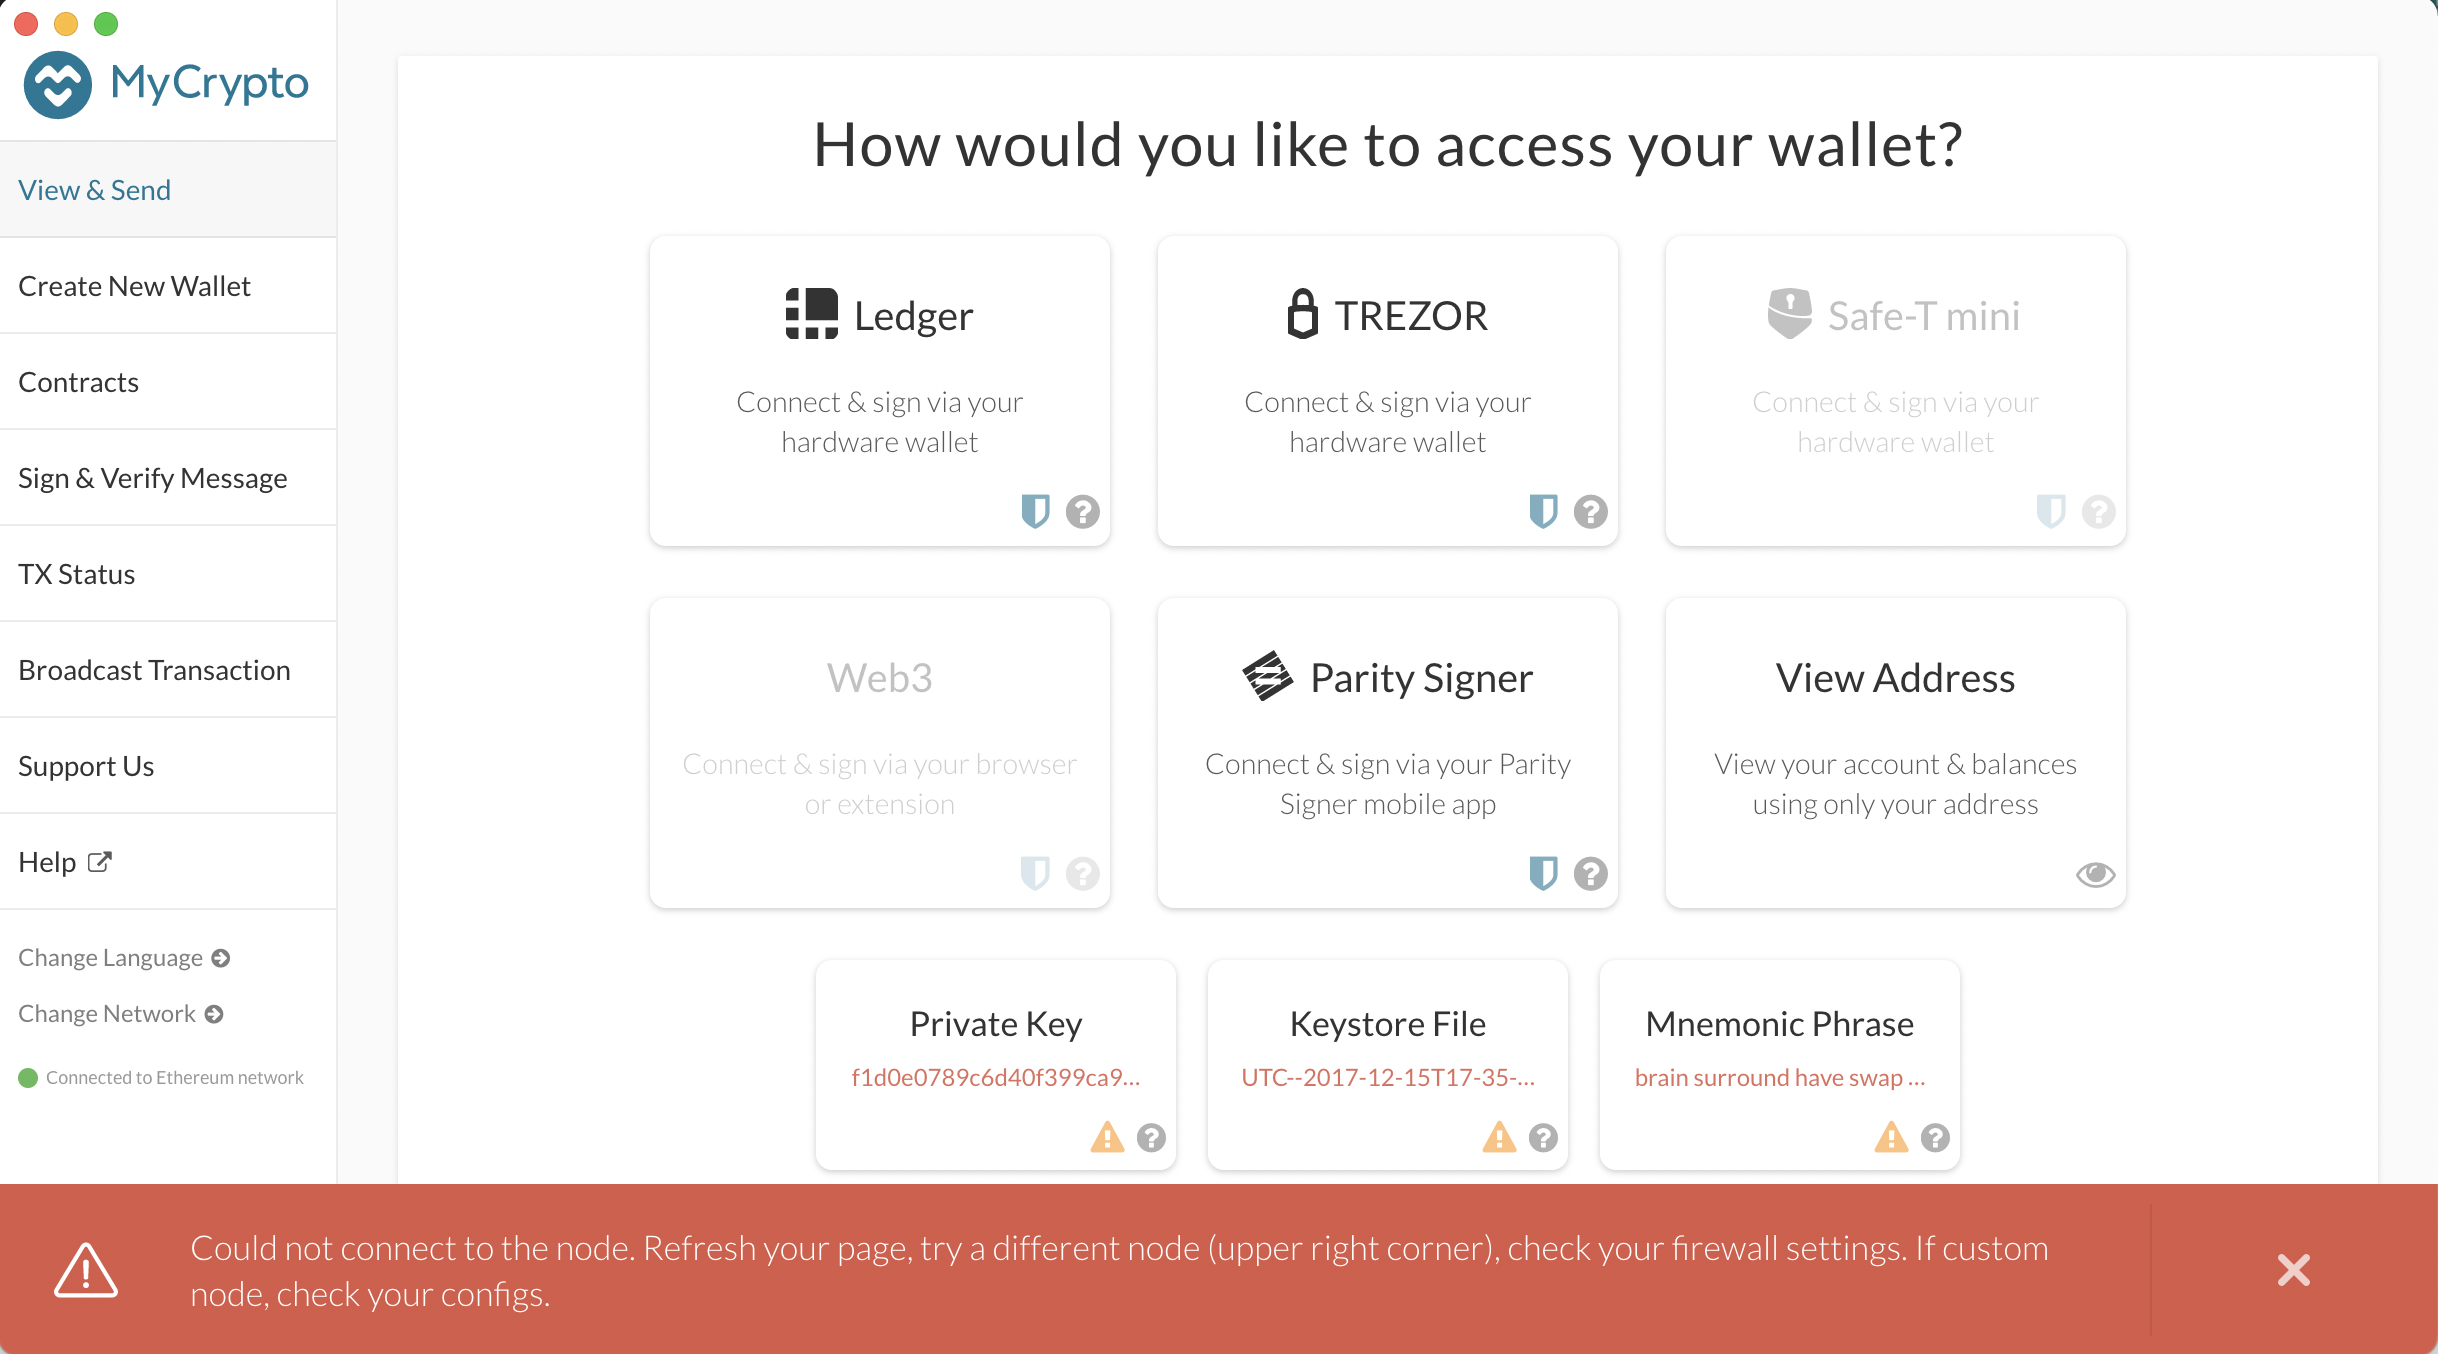 MyCrypto
View & Send
Create New Wallet
Contracts
Sign & Verify Message
TX Status
Broadcast Transaction
Support Us
Help
Change Language
Change Network
Connected to Ethereum network
How would you like to access your wallet?
Ledger
Connect & sign via your
hardware wallet
TREZOR
Connect & sign via your
hardware wallet
Safe-T mini
Connect & sign via your
hardware wallet
Web3
Connect & sign via your browser
or extension
Parity Signer
Connect & sign via your Parity
Signer mobile app
View Address
View your account & balances
using only your address
Private Key
f1d0e0789c6d40f399ca9...
Keystore File
UTC--2017-12-15T17-35-...
Mnemonic Phrase
brain surround have swap ...
Could not connect to the node. Refresh your page, try a different node (upper right corner), check your firewall settings. If custom
node, check your configs.